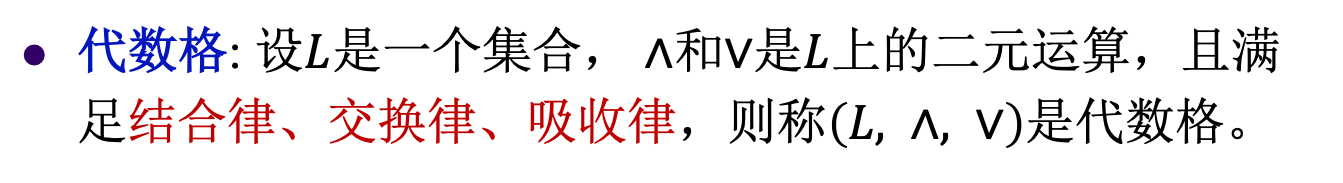 • 代数格: 设L是一个集合， ∧和∨是L上的二元运算，且满
足结合律、交换律、吸收律，则称(L, ∧, ∨)是代数格。